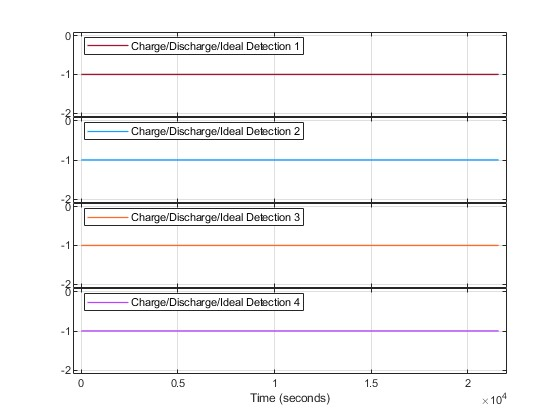 0
Charge/Discharge/Ideal Detection 1
-1
-2
0
Charge/Discharge/Ideal Detection 2
-1
-2
0
Charge/Discharge/Ideal Detection 3
-1
-2
0
Charge/Discharge/Ideal Detection 4
-1
-2
0 0.5 1 1.5 2
Time (seconds) ×10⁴